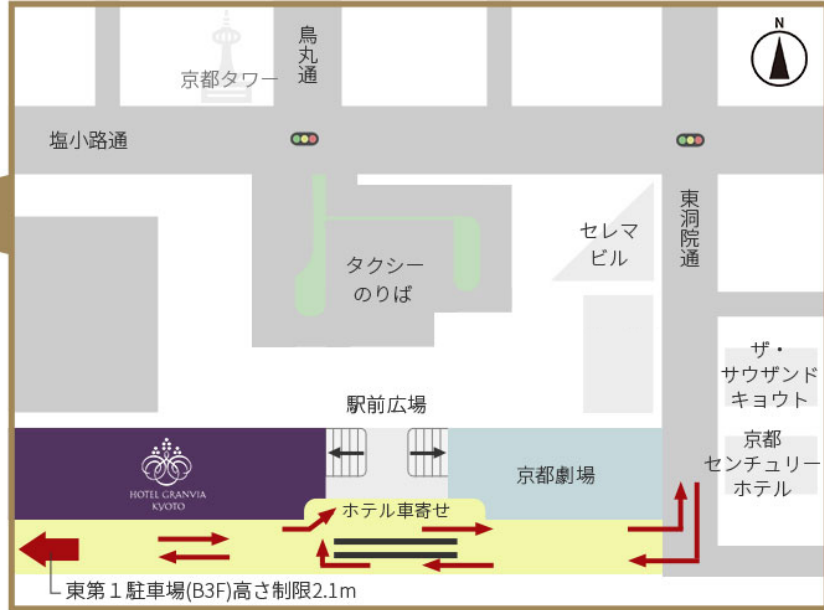 N
烏丸通
京都タワー
塩小路通
東洞院通
セレマ
ビル
タクシー
のりば
ザ・
サウザンド
キョウト
駅前広場
京都
センチュリー
ホテル
京都劇場
HOTEL GRANVIA
KYOTO
ホテル車寄せ
東第1駐車場(B3F)高さ制限2.1m